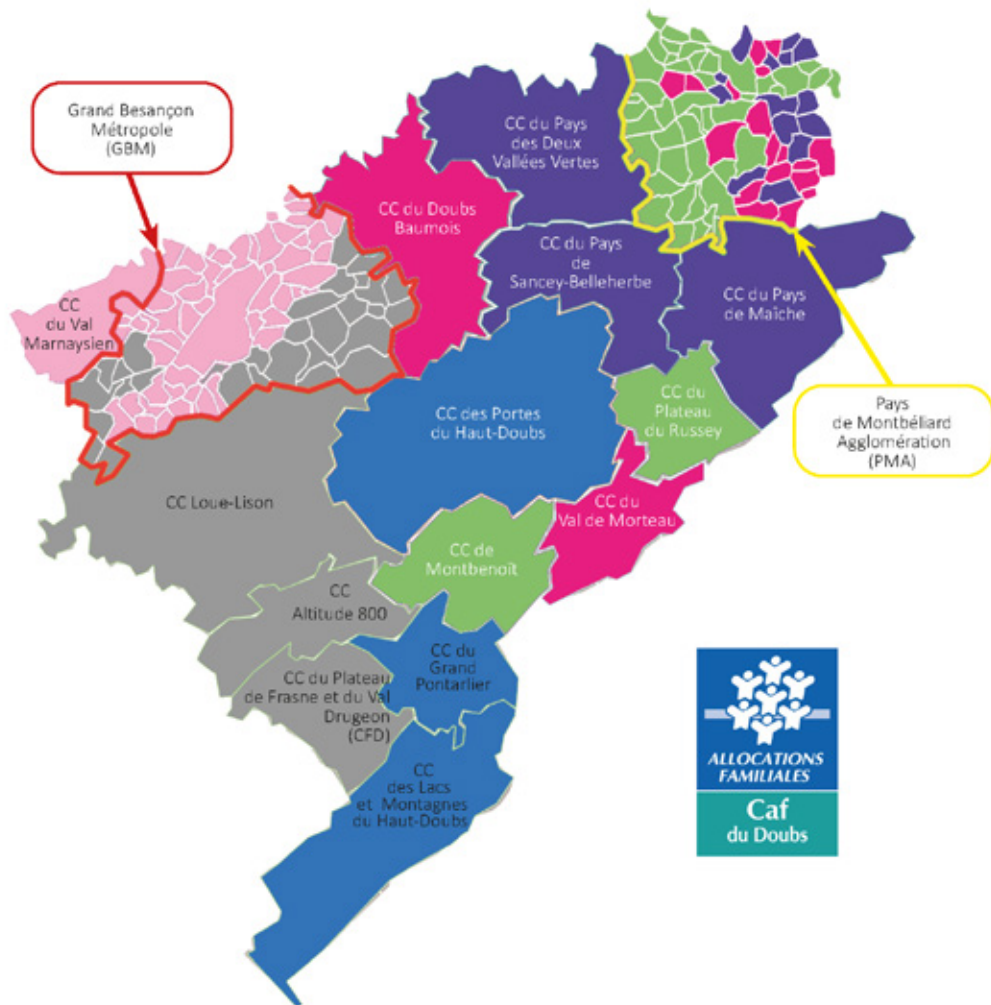 Grand Besançon
Métropole
(GBM)
CC du Pays
des Deux
Vallées Vertes
CC du Doubs
Baumois
CC du Pays
de
Sancey-Belleherbe
CC du Pays
de Maîche
CC
du Val
Marnaysien
CC des Portes
du Haut-Doubs
CC du
Plateau
du Russey
Pays
de Montbéliard
Agglomération
(PMA)
CC Loue-Lison
CC du
Val de Morteau
CC de
Montbenoît
CC
Altitude 800
CC du
Grand
Pontarlier
CC du Plateau
de Frasne et du Val
Drugeon
(CFD)
CC
des Lacs
et Montagnes
du Haut-Doubs
ALLOCATIONS
FAMILIALES
Caf
du Doubs